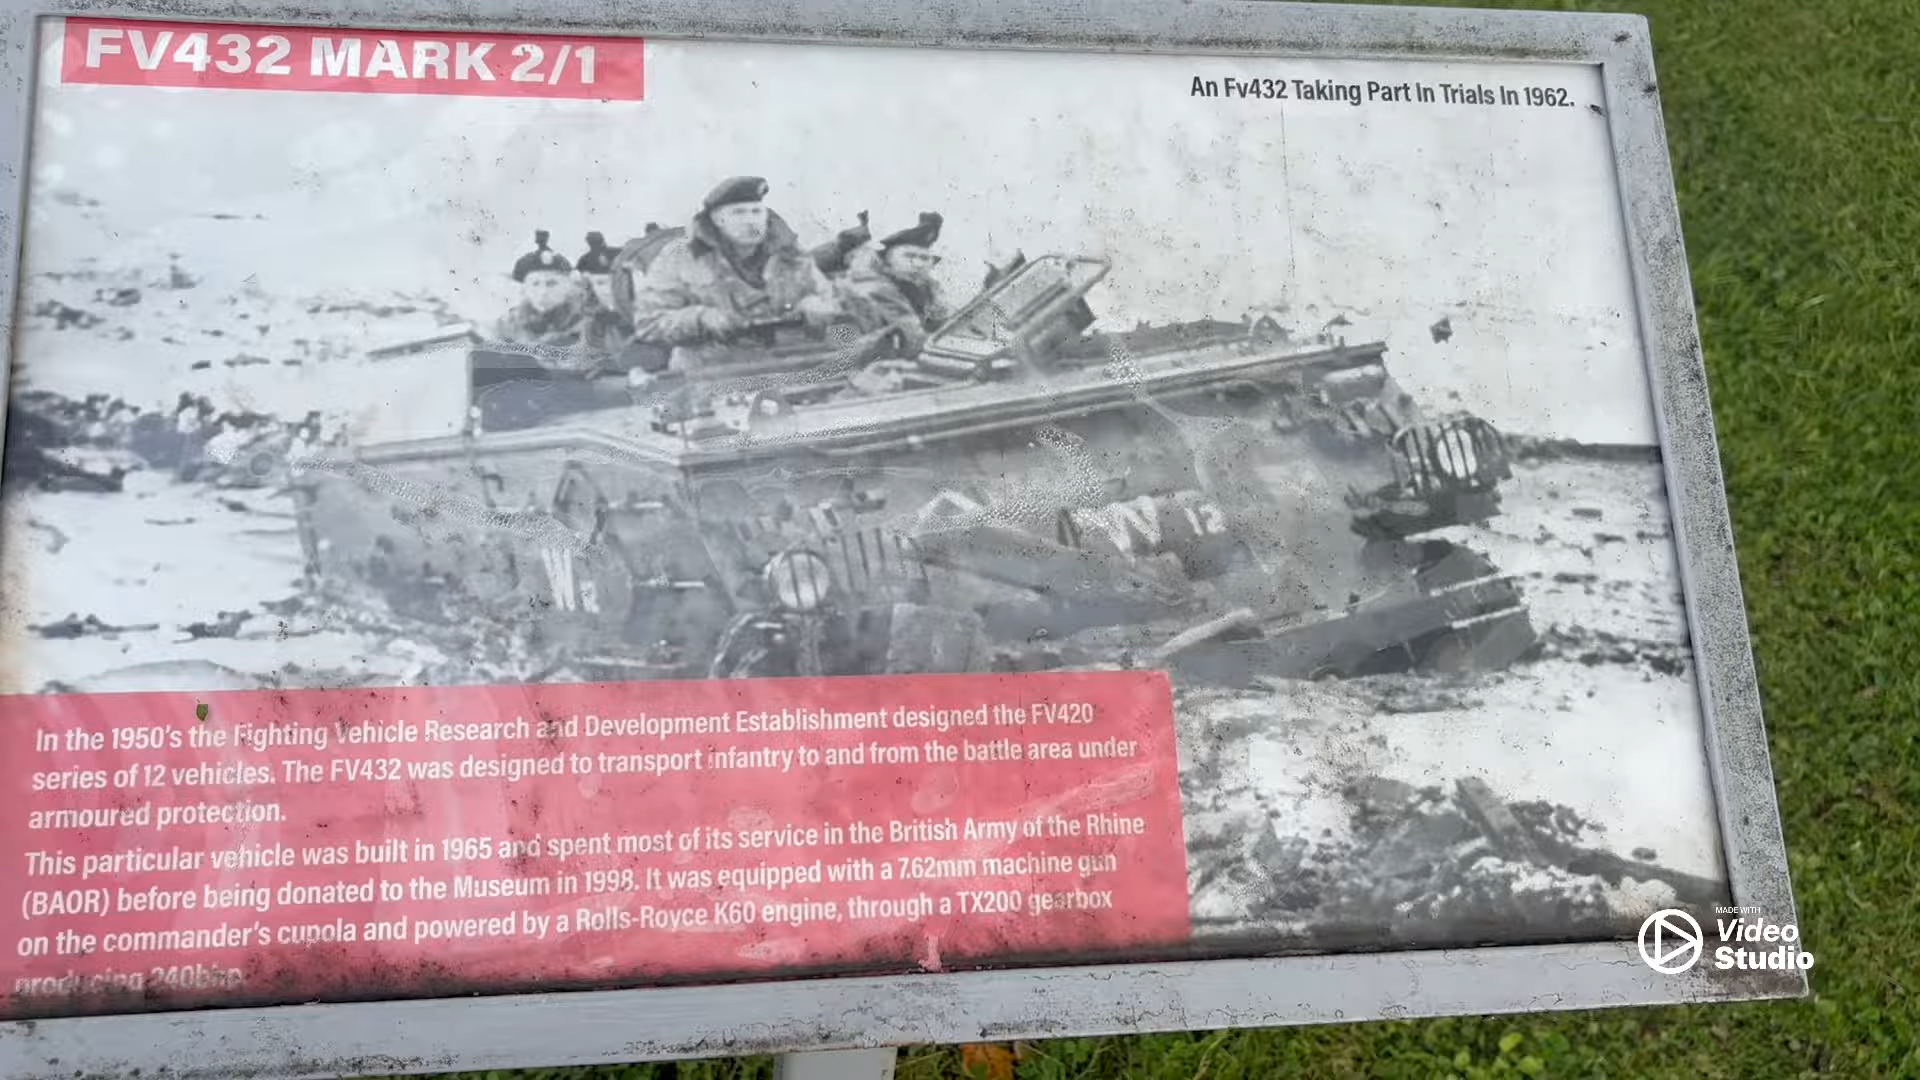 FV432 MARK 2/1
An Fv432 Taking Part In Trials In 1962.
W 12
In the 1950's the Fighting Vehicle Research and Development Establishment designed the FV420
series of 12 vehicles. The FV432 was designed to transport infantry to and from the battle area under
armoured protection.
This particular vehicle was built in 1965 and spent most of its service in the British Army of the Rhine
(BAOR) before being donated to the Museum in 1998. It was equipped with a 7.62mm machine gun
on the commander's cupola and powered by a Rolls-Royce K60 engine, through a TX200 gearbox
producing 240bhp.
MADE WITH
Video
Studio